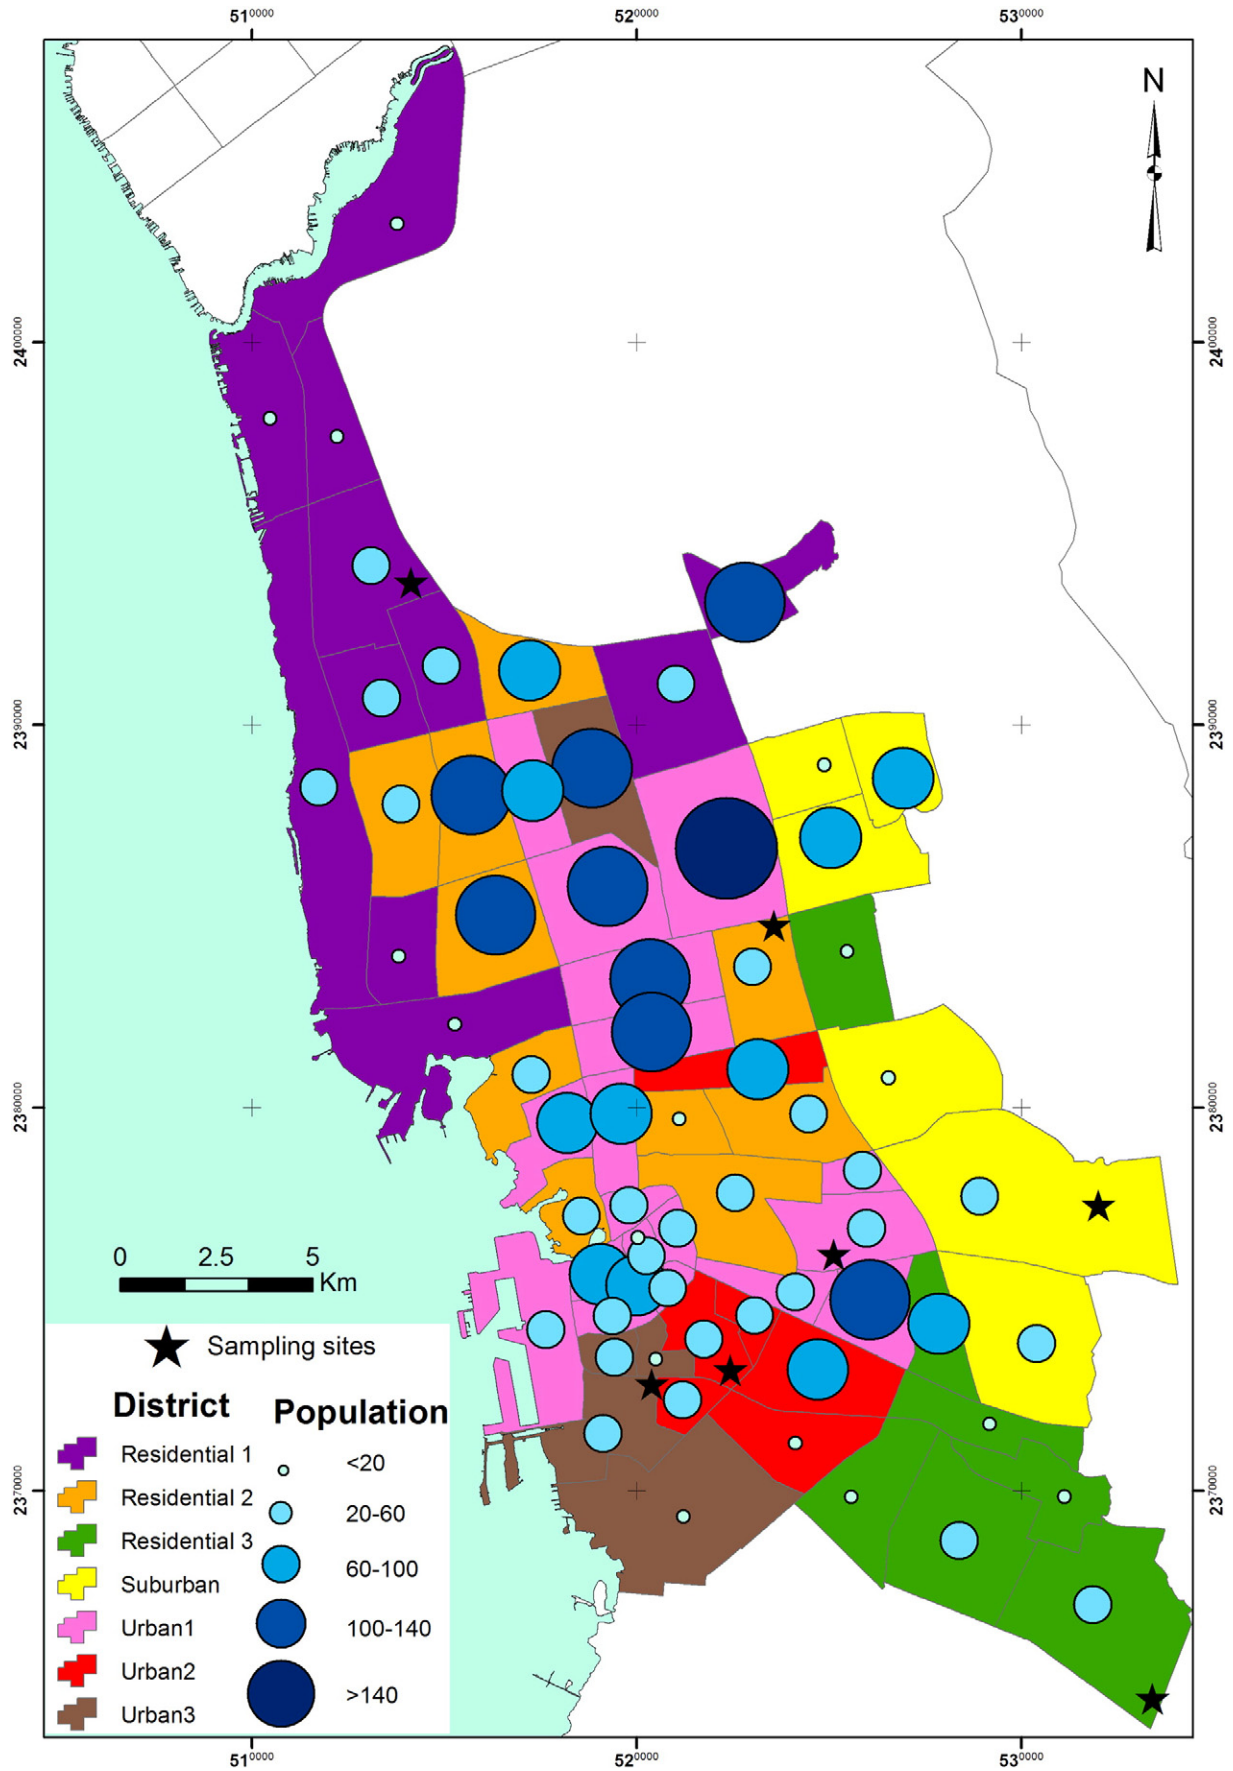 51⁰⁰⁰⁰ 52⁰⁰⁰⁰ 53⁰⁰⁰⁰
N
24⁰⁰⁰⁰⁰ 24⁰⁰⁰⁰⁰
239⁰⁰⁰⁰ 239⁰⁰⁰⁰
238⁰⁰⁰⁰ 238⁰⁰⁰⁰
0 2.5 5
Km
Sampling sites
District Population
Residential 1 <20
Residential 2 20-60
Residential 3 60-100
Suburban
Urban1 100-140
Urban2 >140
Urban3
237⁰⁰⁰⁰ 237⁰⁰⁰⁰
51⁰⁰⁰⁰ 52⁰⁰⁰⁰ 53⁰⁰⁰⁰